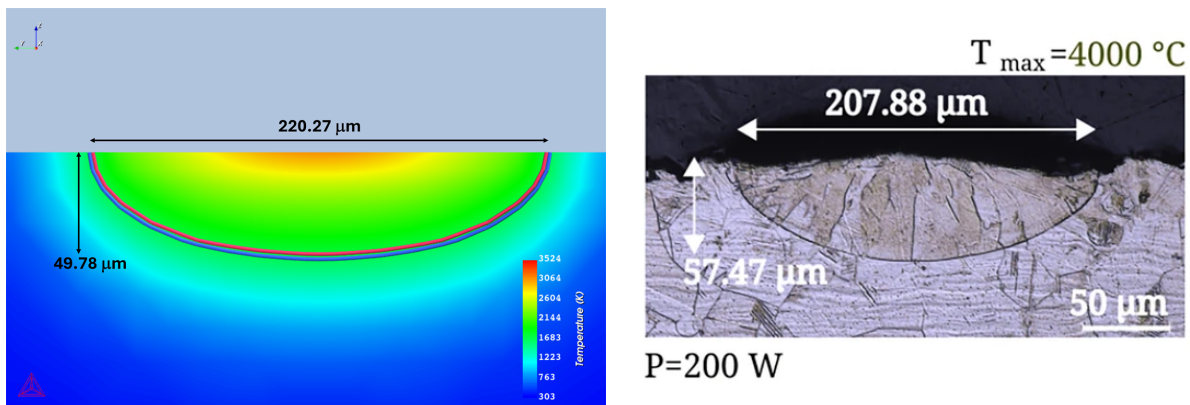 220.27 µm
49.78 µm
3524
3064
2604
2144
1683
1223
763
303
Temperature (K)
T max =4000 °C
207.88 µm
57.47 µm
50 µm
P=200 W